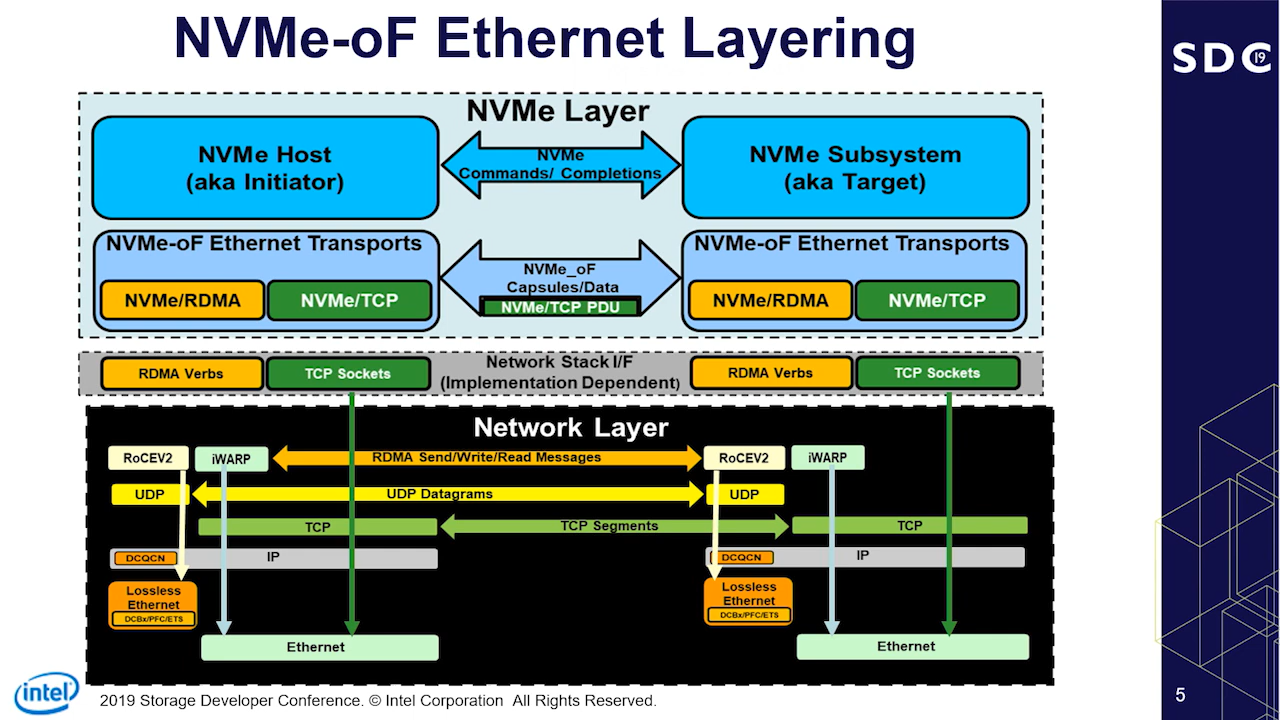 NVMe-oF Ethernet Layering
SDC 19
NVMe Layer
NVMe Host
(aka Initiator)
NVMe
Commands/ Completions
NVMe Subsystem
(aka Target)
NVMe-oF Ethernet Transports
NVMe/RDMA
NVMe/TCP
NVMe_oF
Capsules/Data
NVMe/TCP PDU
NVMe-oF Ethernet Transports
NVMe/RDMA
NVMe/TCP
RDMA Verbs
TCP Sockets
Network Stack I/F
(Implementation Dependent)
RDMA Verbs
TCP Sockets
Network Layer
RoCEV2
iWARP
RDMA Send/Write/Read Messages
RoCEV2
iWARP
UDP
UDP Datagrams
UDP
TCP
TCP Segments
TCP
DCQCN
IP
DCQCN
IP
Lossless
Ethernet
DCBx/PFC/ETS
Lossless
Ethernet
DCBx/PFC/ETS
Ethernet
Ethernet
intel
2019 Storage Developer Conference. © Intel Corporation All Rights Reserved.
5